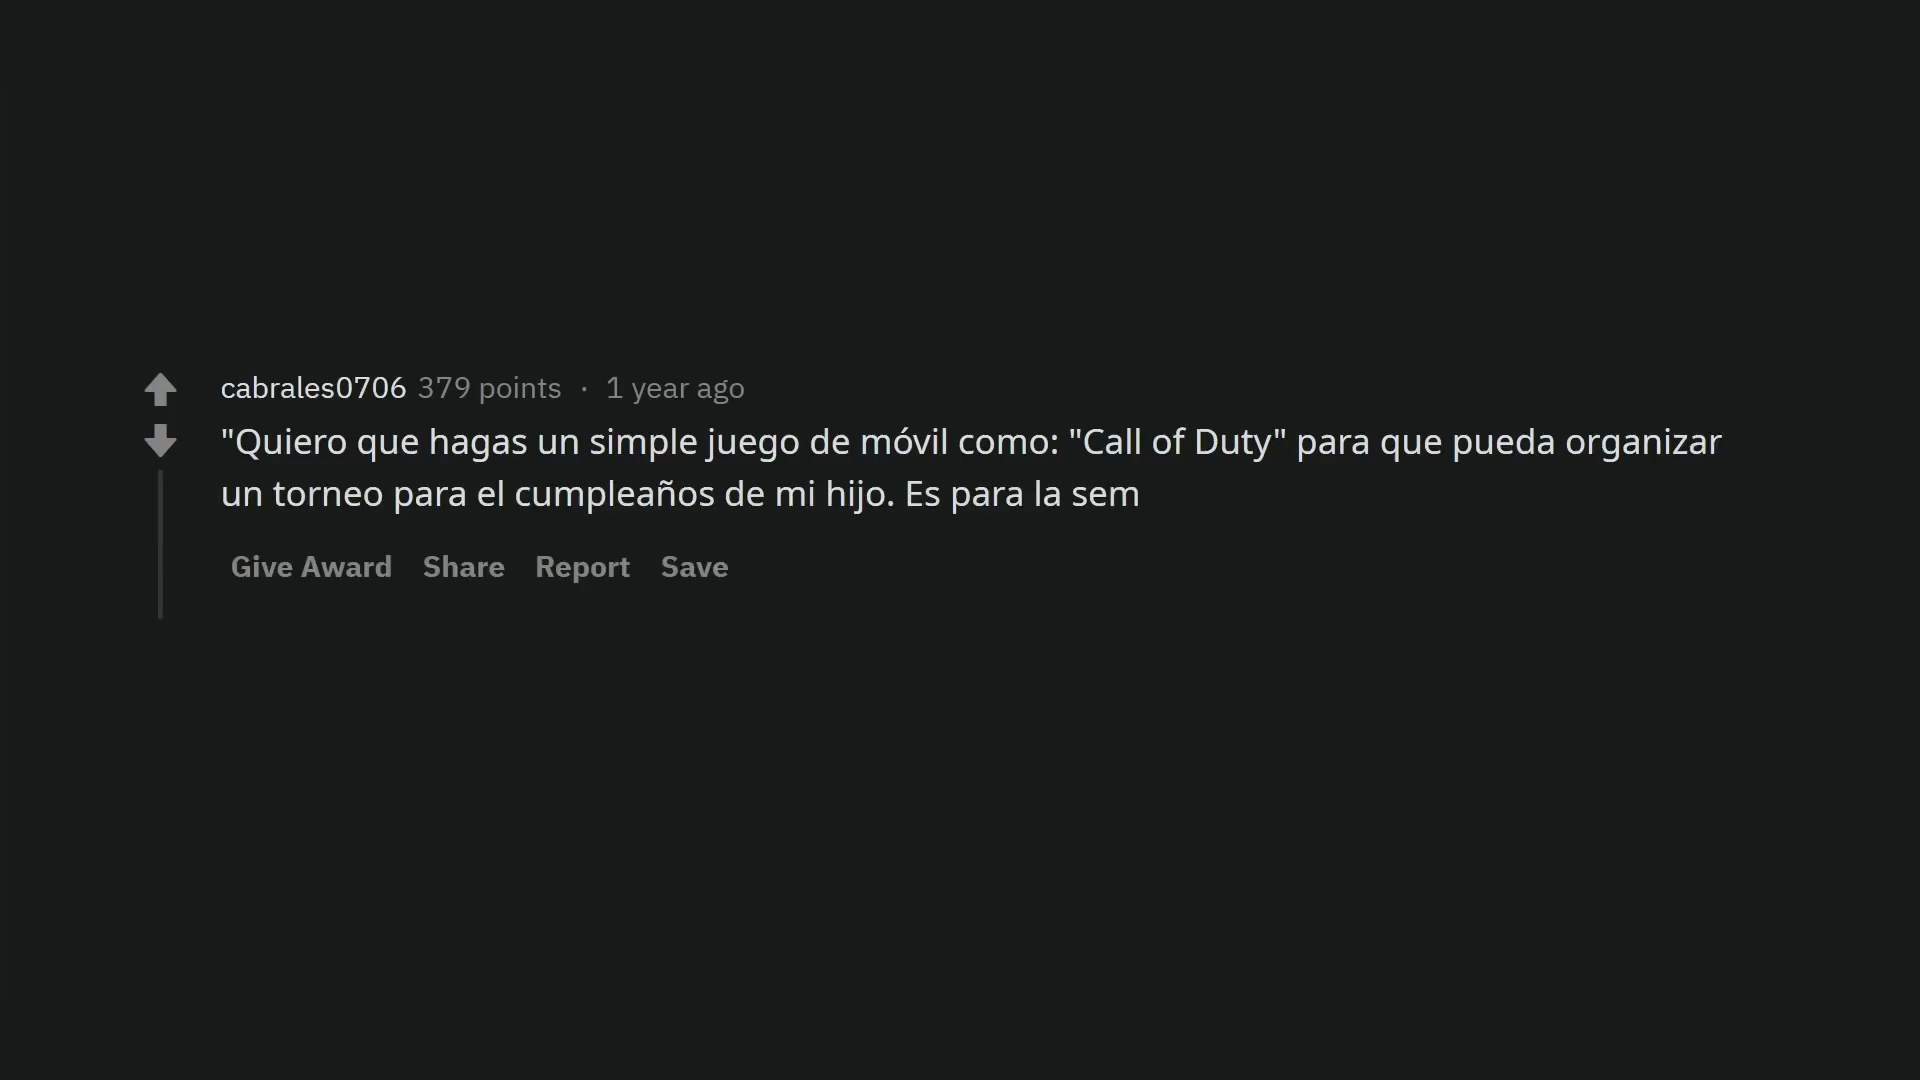 cabrales0706 379 points · 1 year ago
"Quiero que hagas un simple juego de móvil como: "Call of Duty" para que pueda organizar
un torneo para el cumpleaños de mi hijo. Es para la sem
Give Award Share Report Save